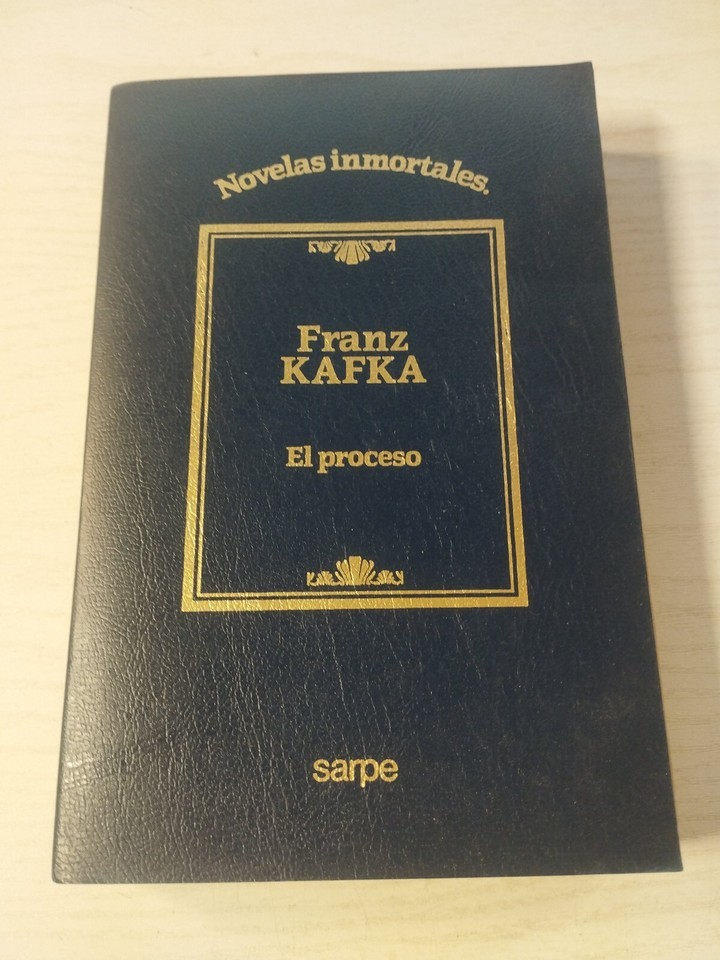 Novelas inmortales.
Franz
KAFKA
El proceso
sarpe